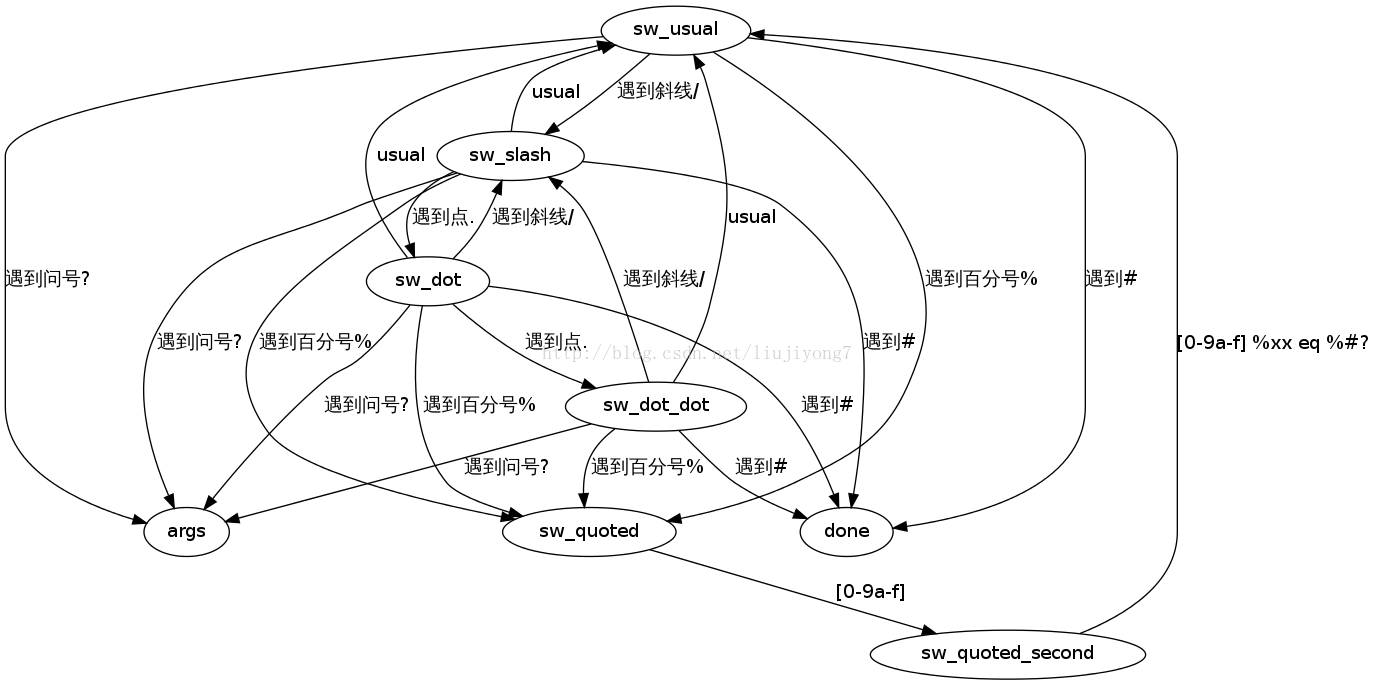 sw_usual
usual
遇到斜线/
sw_slash
usual
遇到点.
遇到斜线/
usual
sw_dot
遇到问号?
遇到斜线/
遇到百分号%
遇到#
遇到问号?
遇到百分号%
遇到点.
http://blog.csdn.net/liujiyong7
遇到#
[0-9a-f] %xx eq %#?
遇到问号?
遇到百分号%
sw_dot_dot
遇到#
遇到问号?
遇到百分号%
遇到#
args
sw_quoted
done
[0-9a-f]
sw_quoted_second